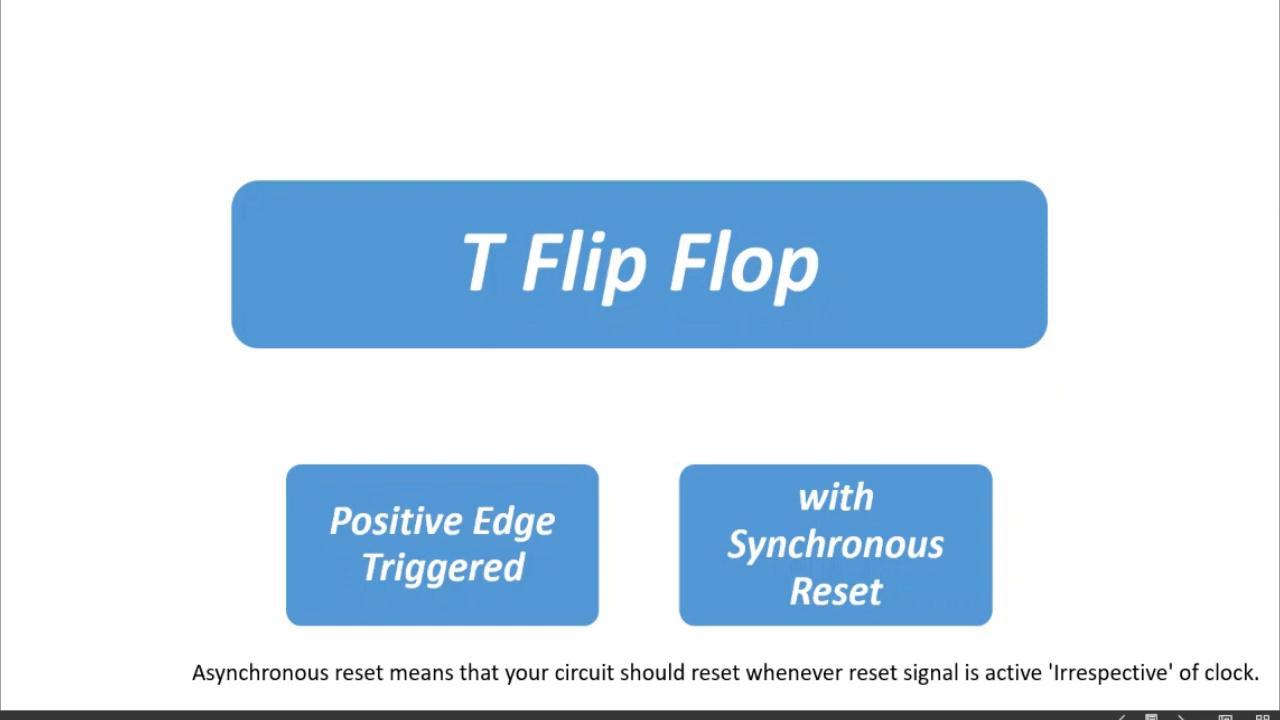 T Flip Flop
Positive Edge
Triggered
with
Synchronous
Reset
Asynchronous reset means that your circuit should reset whenever reset signal is active 'Irrespective' of clock.